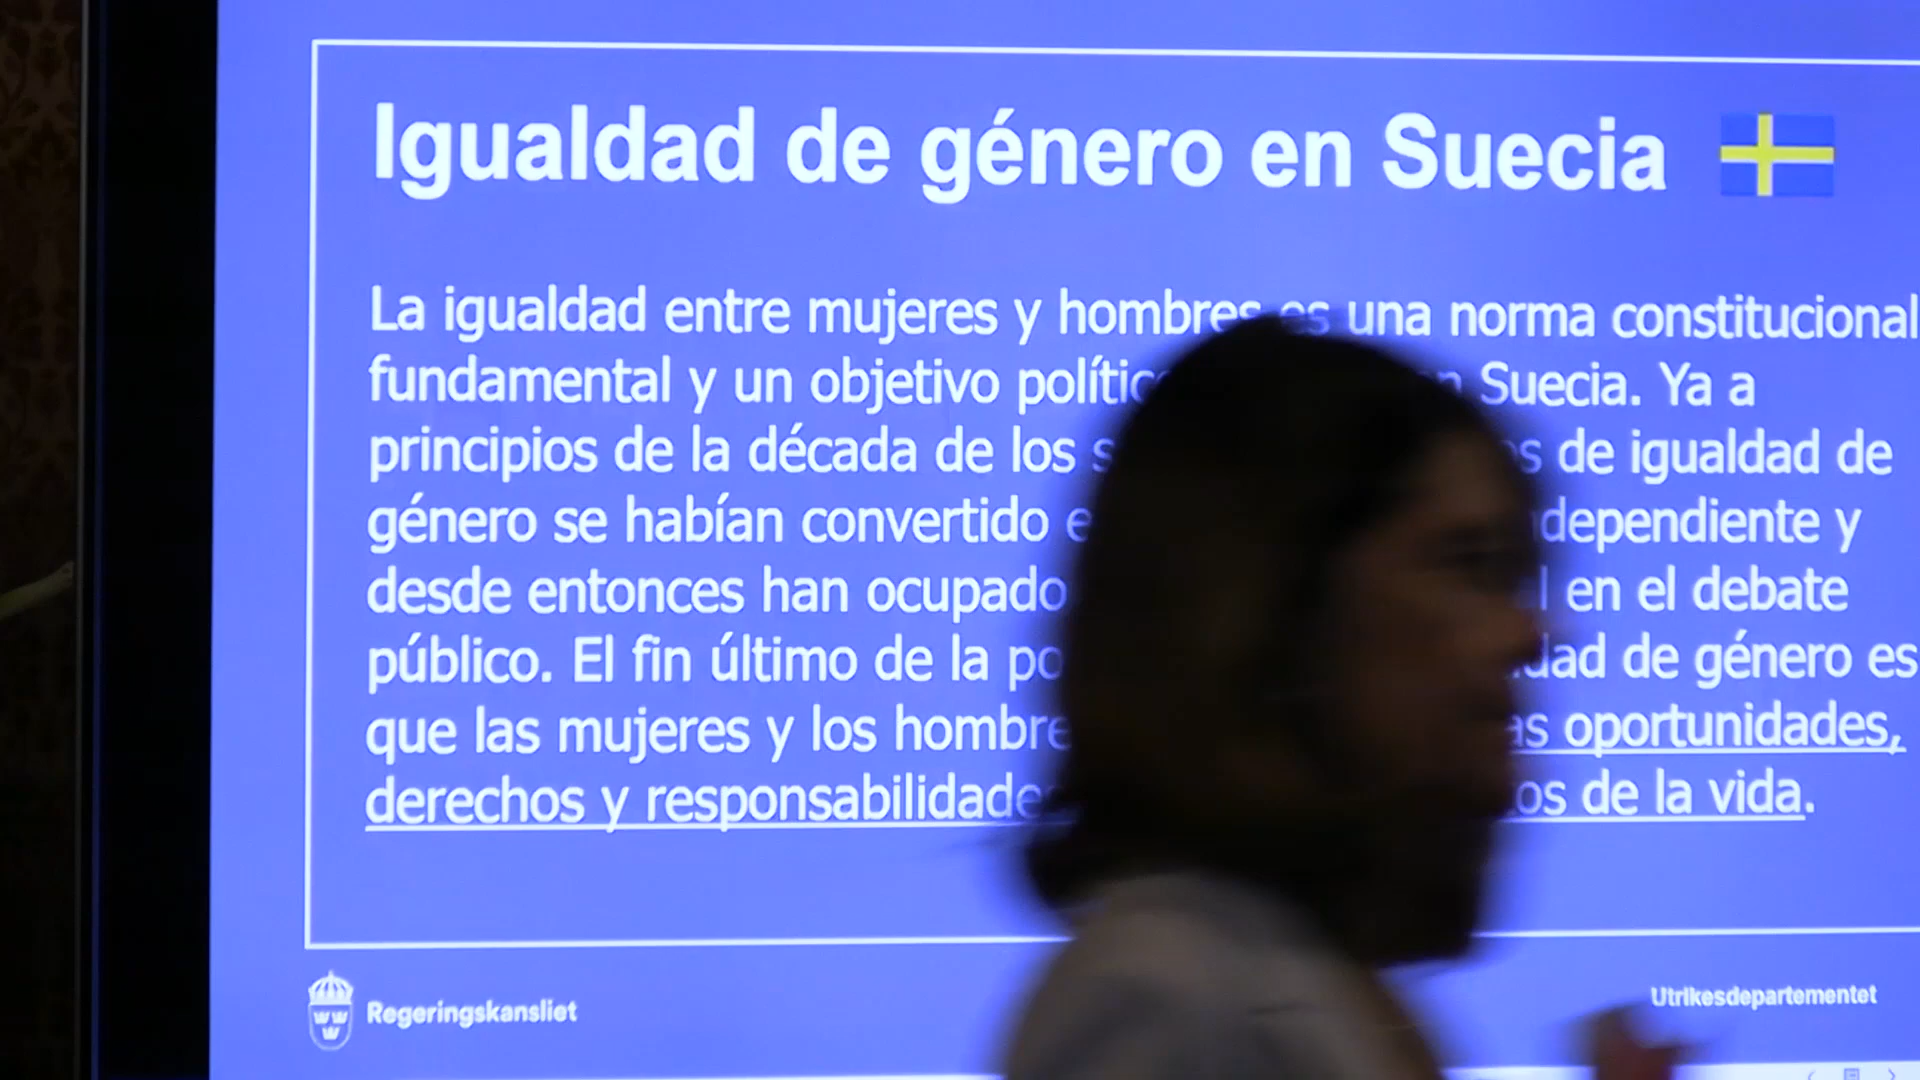 Igualdad de género en Suecia
La igualdad entre mujeres y hombres es una norma constitucional
fundamental y un objetivo Suecia. Ya a
principios de la década de los de igualdad de
género se habían convertido y
desde entonces han ocupado en el debate
público. El fin último de la de género es
que las mujeres y los oportunidades,
derechos y de la vida.
Regeringskansliet
Utrikesdepartementet